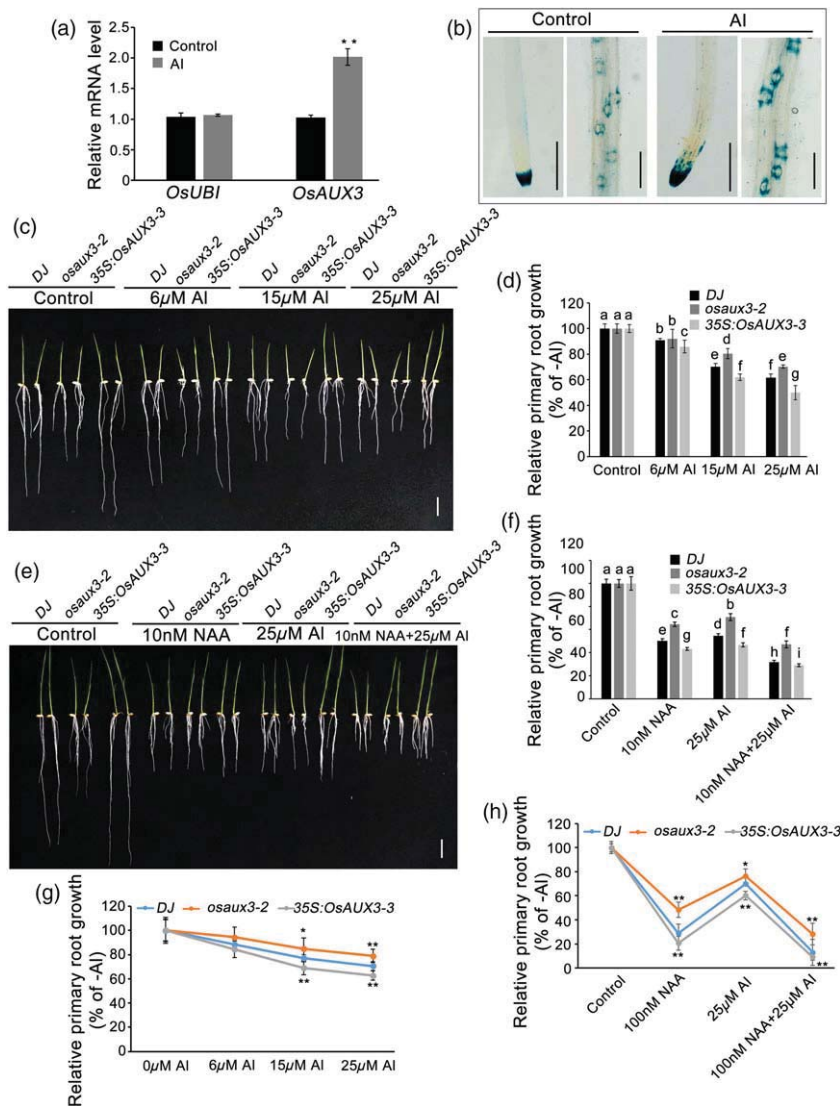 (a)
Relative mRNA level
2.5
2.0
1.5
1.0
0.5
0
Control
Al
**
OsUBI
OsAUX3
(b)
Control
Al
(c)
DJ
osaux3-2
35S:OsAUX3-3
DJ
osaux3-2
35S:OsAUX3-3
DJ
osaux3-2
35S:OsAUX3-3
DJ
osaux3-2
35S:OsAUX3-3
Control
6µM Al
15µM Al
25µM Al
(d)
Relative primary root growth
(% of -Al)
120
100
80
60
40
20
0
DJ
osaux3-2
35S:OsAUX3-3
a a a
b b c
e d f
f e g
Control
6µM Al
15µM Al
25µM Al
(e)
DJ
osaux3-2
35S:OsAUX3-3
DJ
osaux3-2
35S:OsAUX3-3
DJ
osaux3-2
35S:OsAUX3-3
DJ
osaux3-2
35S:OsAUX3-3
Control
10nM NAA
25µM Al
10nM NAA+25µM Al
(f)
Relative primary root growth
(% of -Al)
120
80
60
40
20
0
DJ
osaux3-2
35S:OsAUX3-3
a a a
e c g
d b f
h f i
Control
10nM NAA
25µM Al
10nM NAA+25µM Al
(g)
Relative primary root growth
(% of -Al)
120
100
80
60
40
20
0
DJ
osaux3-2
35S:OsAUX3-3
*
**
**
**
0µM Al
6µM Al
15µM Al
25µM Al
(h)
Relative primary root growth
(% of -Al)
120
100
80
60
40
20
0
DJ
osaux3-2
35S:OsAUX3-3
**
**
*
**
**
**
Control
100nM NAA
25µM Al
100nM NAA+25µM Al